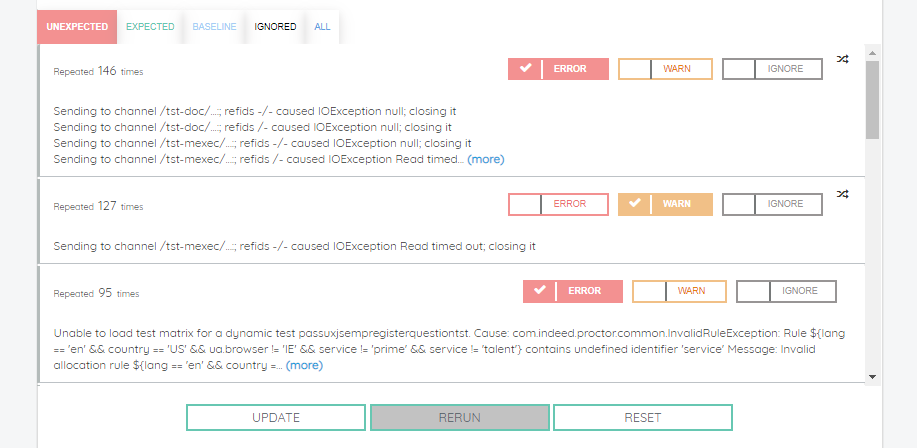 UNEXPECTED EXPECTED BASELINE IGNORED ALL
Repeated 146 times ERROR WARN IGNORE
Sending to channel /tst-doc/...; refids -/- caused IOException null; closing it
Sending to channel /tst-doc/...; refids /- caused IOException null; closing it
Sending to channel /tst-mexec/...; refids -/- caused IOException null; closing it
Sending to channel /tst-mexec/...; refids /- caused IOException Read timed... (more)
Repeated 127 times ERROR WARN IGNORE
Sending to channel /tst-mexec/...; refids -/- caused IOException Read timed out; closing it
Repeated 95 times ERROR WARN IGNORE
Unable to load test matrix for a dynamic test passuxjsempregisterquestiontst. Cause: com.indeed.proctor.common.InvalidRuleException: Rule ${lang
== 'en' && country == 'US' && ua.browser != 'IE' && service != 'prime' && service != 'talent'} contains undefined identifier 'service' Message: Invalid
allocation rule ${lang == 'en' && country =... (more)
UPDATE RERUN RESET